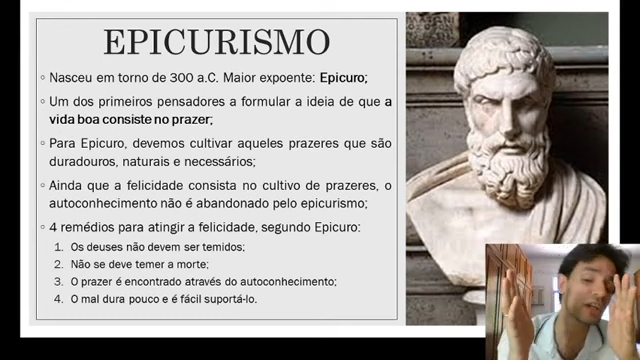 EPICURISMO
Nasceu em torno de 300 a.C. Maior expoente: Epicuro;
Um dos primeiros pensadores a formular a ideia de que a
vida boa consiste no prazer;
Para Epicuro, devemos cultivar aqueles prazeres que são
duradouros, naturais e necessários;
Ainda que a felicidade consista no cultivo de prazeres, o
autoconhecimento não é abandonado pelo epicurismo;
4 remédios para atingir a felicidade, segundo Epicuro:
1. Os deuses não devem ser temidos;
2. Não se deve temer a morte;
3. O prazer é encontrado através do autoconhecimento;
4. O mal dura pouco e é fácil suportá-lo.